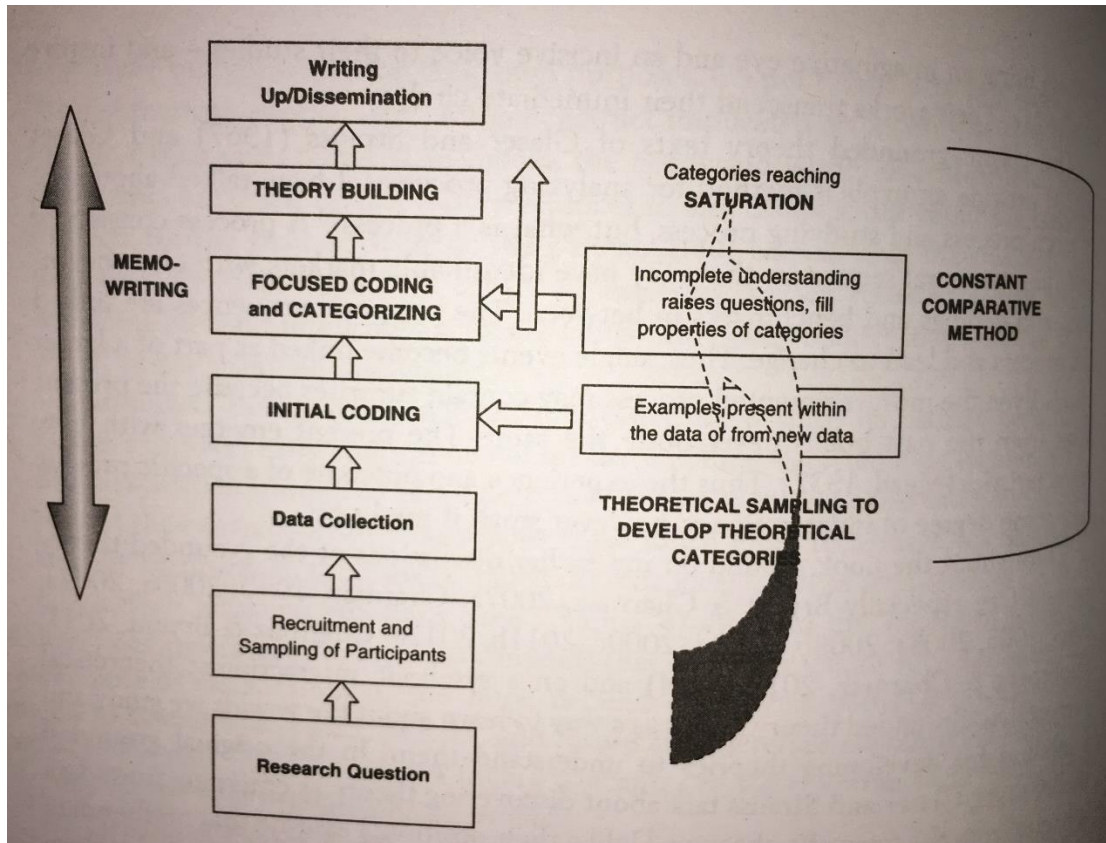 Writing
Up/Dissemination
THEORY BUILDING
FOCUSED CODING
and CATEGORIZING
INITIAL CODING
Data Collection
Recruitment and
Sampling of Participants
Research Question
MEMO-
WRITING
Categories reaching
SATURATION
Incomplete understanding
raises questions, fill
properties of categories
Examples present within
the data or from new data
THEORETICAL SAMPLING TO
DEVELOP THEORETICAL
CATEGORIES
CONSTANT
COMPARATIVE
METHOD